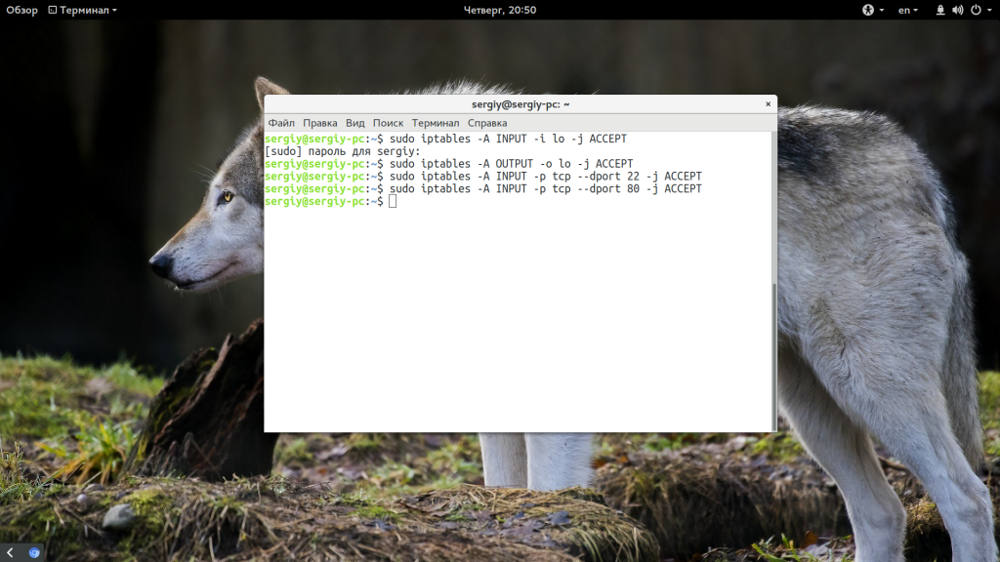 Обзор Терминал Четверг, 20:50 en
sergiy@sergiy-pc: ~
Файл Правка Вид Поиск Терминал Справка
sergiy@sergiy-pc:~$ sudo iptables -A INPUT -i lo -j ACCEPT
[sudo] пароль для sergiy:
sergiy@sergiy-pc:~$ sudo iptables -A OUTPUT -o lo -j ACCEPT
sergiy@sergiy-pc:~$ sudo iptables -A INPUT -p tcp --dport 22 -j ACCEPT
sergiy@sergiy-pc:~$ sudo iptables -A INPUT -p tcp --dport 80 -j ACCEPT
sergiy@sergiy-pc:~$